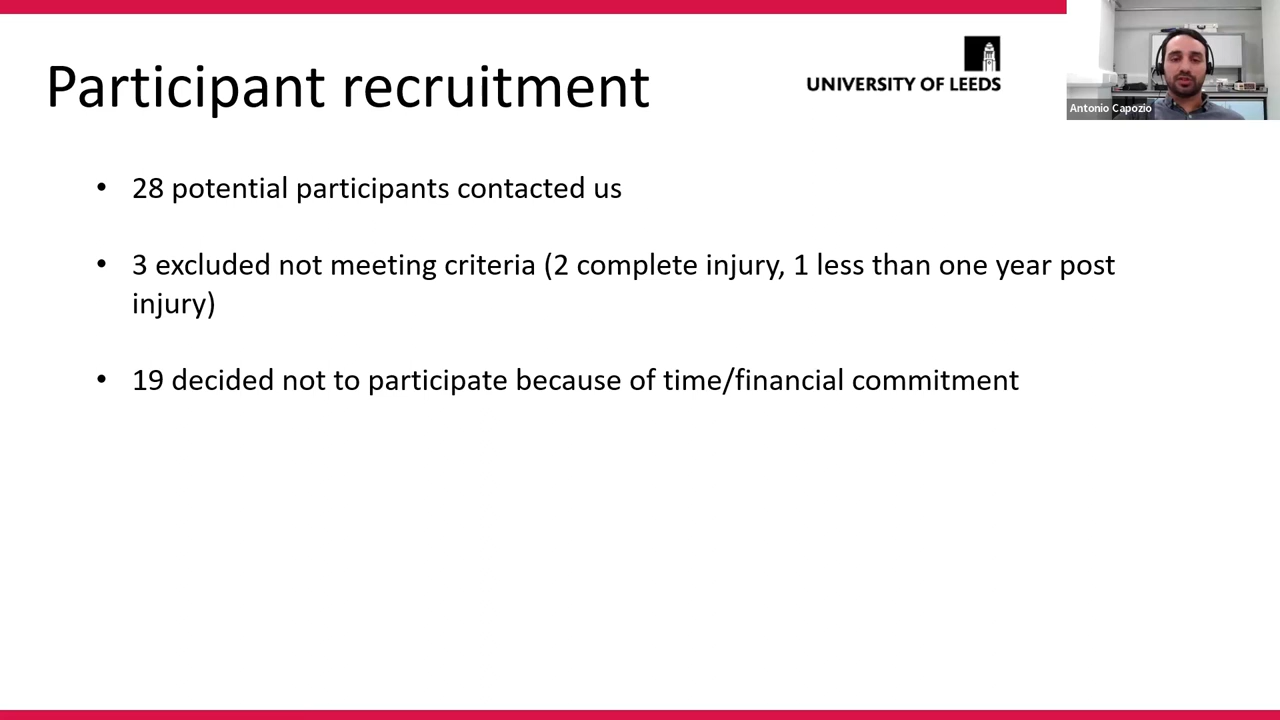 Participant recruitment
UNIVERSITY OF LEEDS
Antonio Capozio
• 28 potential participants contacted us
• 3 excluded not meeting criteria (2 complete injury, 1 less than one year post
injury)
• 19 decided not to participate because of time/financial commitment